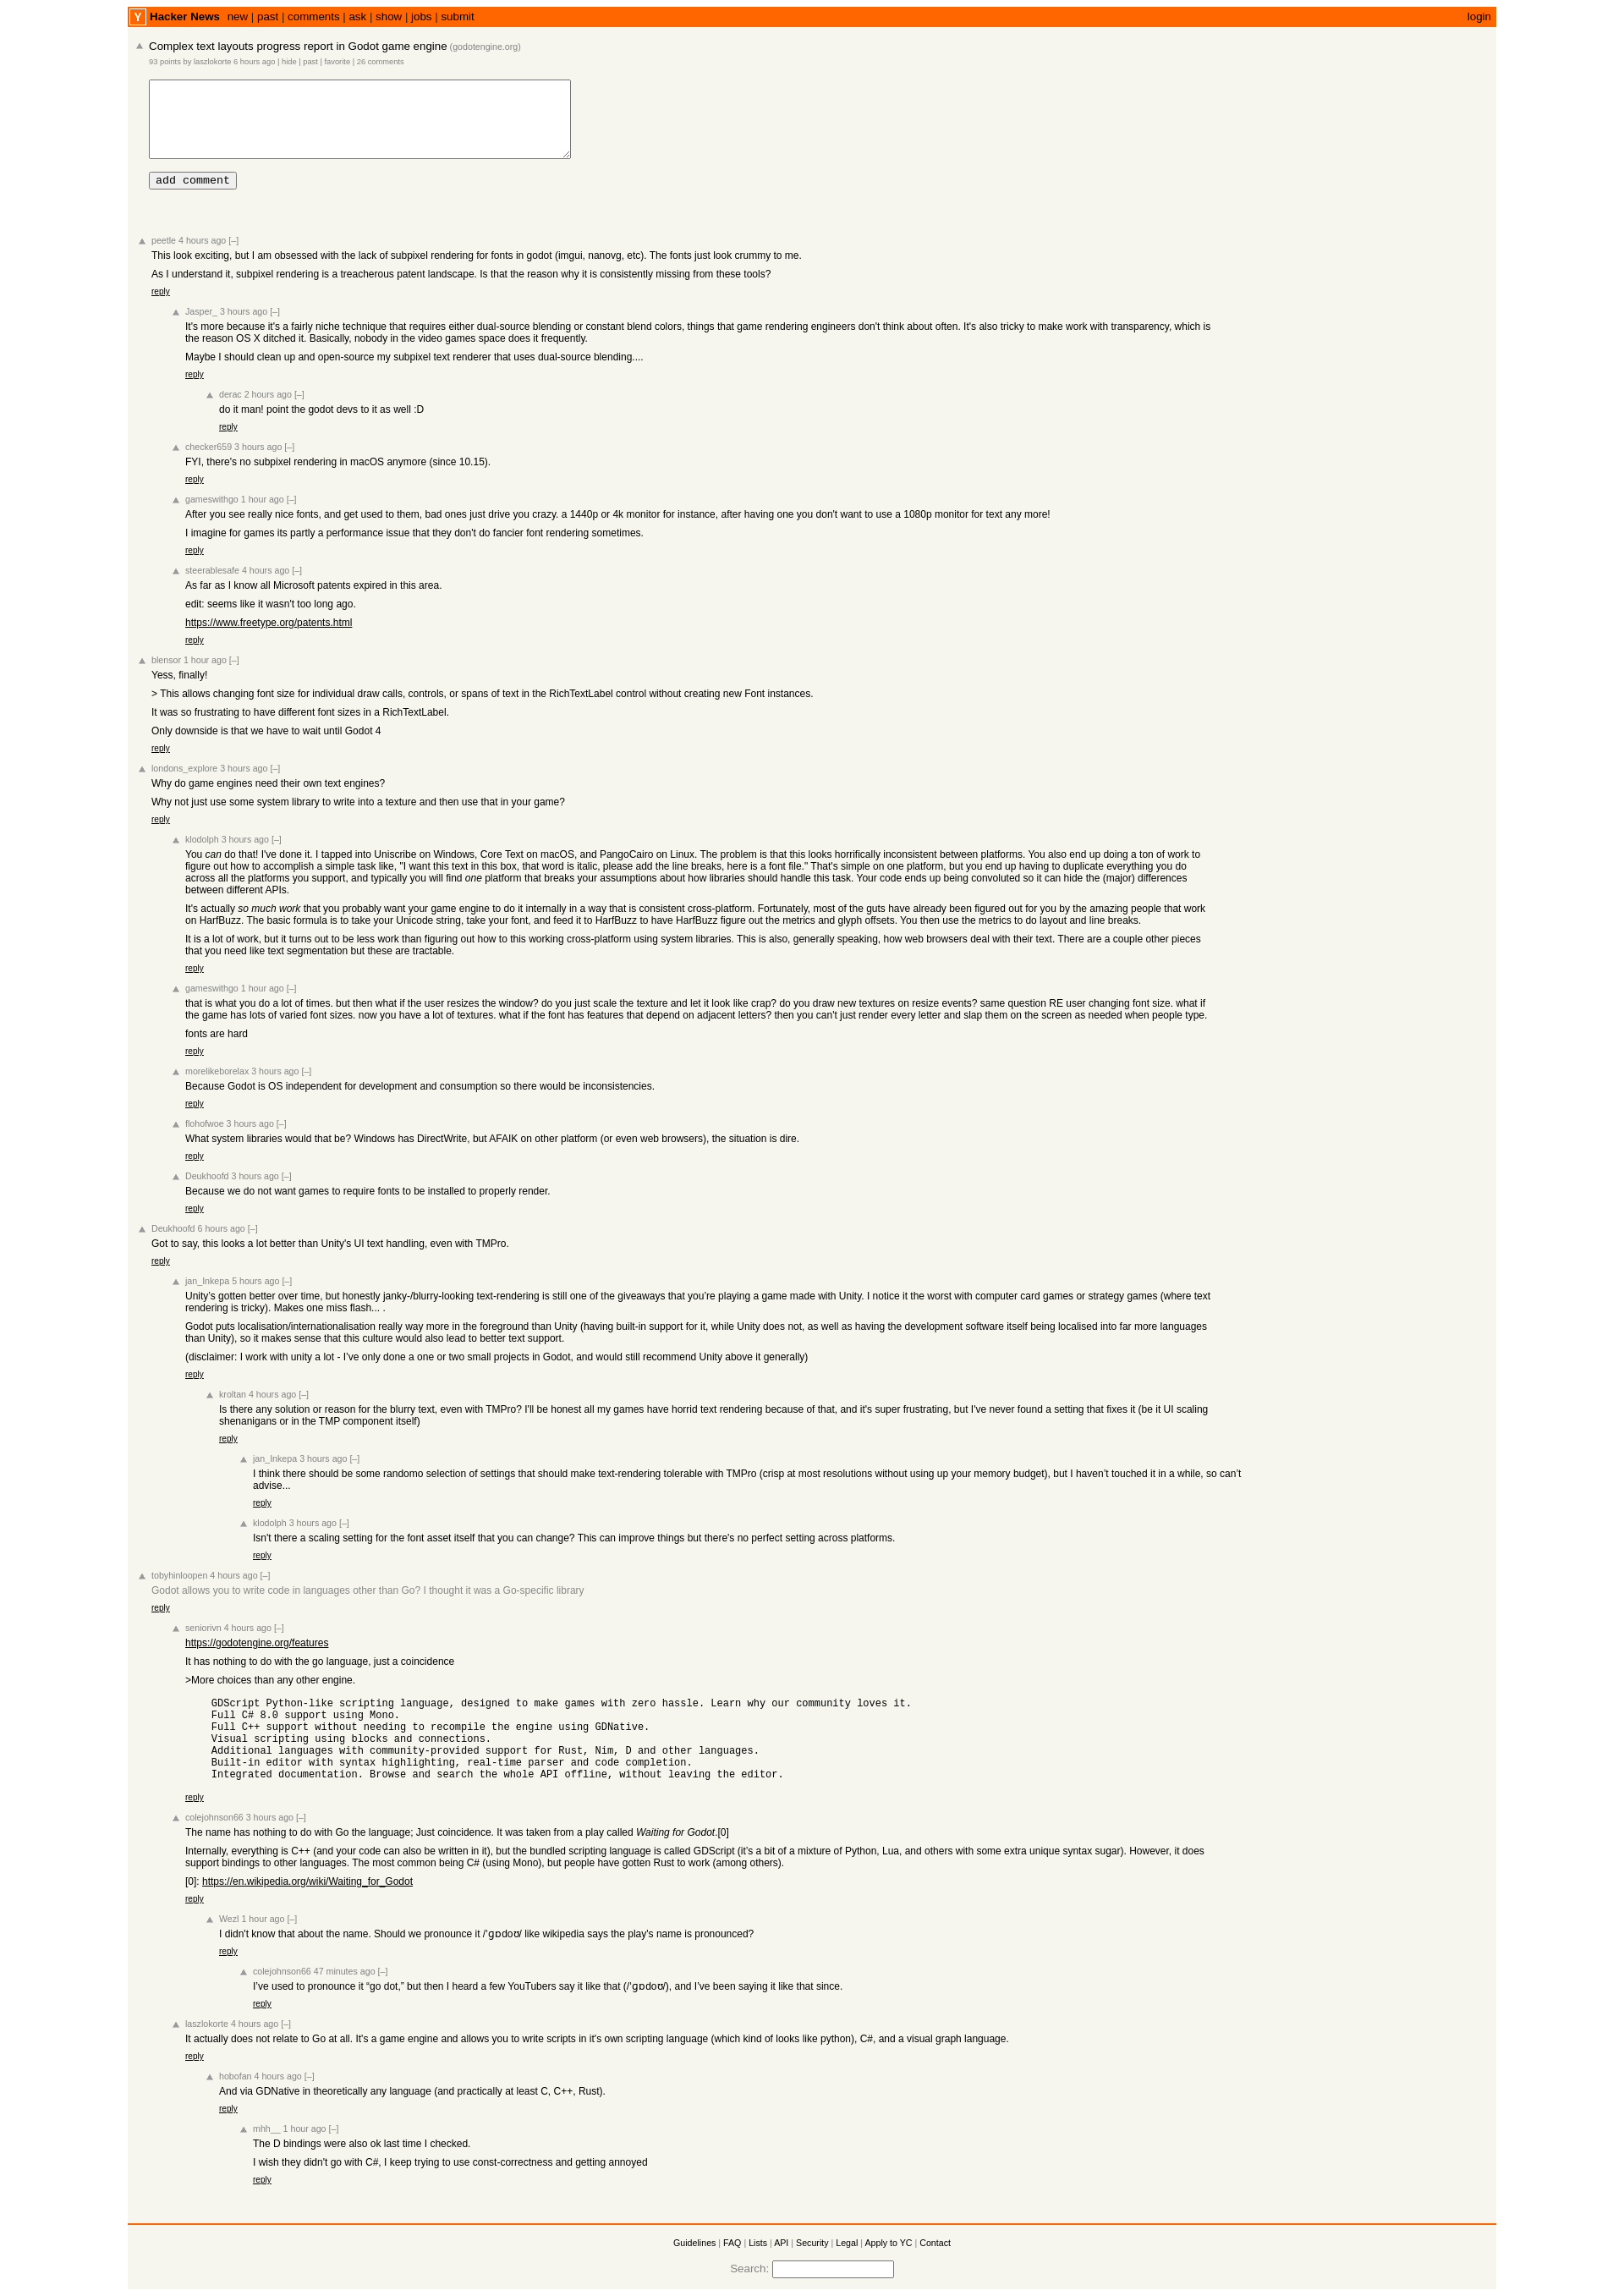 Y Hacker News new | past | comments | ask | show | jobs | submit login
Complex text layouts progress report in Godot game engine (godotengine.org)
93 points by laszlokorte 6 hours ago | hide | past | favorite | 26 comments
add comment
peetle 4 hours ago [–]
This look exciting, but I am obsessed with the lack of subpixel rendering for fonts in godot (imgui, nanovg, etc). The fonts just look crummy to me.
As I understand it, subpixel rendering is a treacherous patent landscape. Is that the reason why it is consistently missing from these tools?
reply
Jasper_ 3 hours ago [–]
It's more because it's a fairly niche technique that requires either dual-source blending or constant blend colors, things that game rendering engineers don't think about often. It's also tricky to make work with transparency, which is
the reason OS X ditched it. Basically, nobody in the video games space does it frequently.
Maybe I should clean up and open-source my subpixel text renderer that uses dual-source blending....
reply
derac 2 hours ago [–]
do it man! point the godot devs to it as well :D
reply
checker659 3 hours ago [–]
FYI, there's no subpixel rendering in macOS anymore (since 10.15).
reply
gameswithgo 1 hour ago [–]
After you see really nice fonts, and get used to them, bad ones just drive you crazy. a 1440p or 4k monitor for instance, after having one you don't want to use a 1080p monitor for text any more!
I imagine for games its partly a performance issue that they don't do fancier font rendering sometimes.
reply
steerablesafe 4 hours ago [–]
As far as I know all Microsoft patents expired in this area.
edit: seems like it wasn't too long ago.
https://www.freetype.org/patents.html
reply
blensor 1 hour ago [–]
Yess, finally!
> This allows changing font size for individual draw calls, controls, or spans of text in the RichTextLabel control without creating new Font instances.
It was so frustrating to have different font sizes in a RichTextLabel.
Only downside is that we have to wait until Godot 4
reply
londons_explore 3 hours ago [–]
Why do game engines need their own text engines?
Why not just use some system library to write into a texture and then use that in your game?
reply
klodolph 3 hours ago [–]
You can do that! I've done it. I tapped into Uniscribe on Windows, Core Text on macOS, and PangoCairo on Linux. The problem is that this looks horrifically inconsistent between platforms. You also end up doing a ton of work to
figure out how to accomplish a simple task like, "I want this text in this box, that word is italic, please add the line breaks, here is a font file." That's simple on one platform, but you end up having to duplicate everything you do
across all the platforms you support, and typically you will find one platform that breaks your assumptions about how libraries should handle this task. Your code ends up being convoluted so it can hide the (major) differences
between different APIs.
It's actually so much work that you probably want your game engine to do it internally in a way that is consistent cross-platform. Fortunately, most of the guts have already been figured out for you by the amazing people that work
on HarfBuzz. The basic formula is to take your Unicode string, take your font, and feed it to HarfBuzz to have HarfBuzz figure out the metrics and glyph offsets. You then use the metrics to do layout and line breaks.
It is a lot of work, but it turns out to be less work than figuring out how to this working cross-platform using system libraries. This is also, generally speaking, how web browsers deal with their text. There are a couple other pieces
that you need like text segmentation but these are tractable.
reply
gameswithgo 1 hour ago [–]
that is what you do a lot of times. but then what if the user resizes the window? do you just scale the texture and let it look like crap? do you draw new textures on resize events? same question RE user changing font size. what if
the game has lots of varied font sizes. now you have a lot of textures. what if the font has features that depend on adjacent letters? then you can't just render every letter and slap them on the screen as needed when people type.
fonts are hard
reply
morelikeborelax 3 hours ago [–]
Because Godot is OS independent for development and consumption so there would be inconsistencies.
reply
flohofwoe 3 hours ago [–]
What system libraries would that be? Windows has DirectWrite, but AFAIK on other platform (or even web browsers), the situation is dire.
reply
Deukhoofd 3 hours ago [–]
Because we do not want games to require fonts to be installed to properly render.
reply
Deukhoofd 6 hours ago [–]
Got to say, this looks a lot better than Unity's UI text handling, even with TMPro.
reply
jan_Inkepa 5 hours ago [–]
Unity’s gotten better over time, but honestly janky-/blurry-looking text-rendering is still one of the giveaways that you’re playing a game made with Unity. I notice it the worst with computer card games or strategy games (where text
rendering is tricky). Makes one miss flash... .
Godot puts localisation/internationalisation really way more in the foreground than Unity (having built-in support for it, while Unity does not, as well as having the development software itself being localised into far more languages
than Unity), so it makes sense that this culture would also lead to better text support.
(disclaimer: I work with unity a lot - I’ve only done a one or two small projects in Godot, and would still recommend Unity above it generally)
reply
kroltan 4 hours ago [–]
Is there any solution or reason for the blurry text, even with TMPro? I'll be honest all my games have horrid text rendering because of that, and it's super frustrating, but I've never found a setting that fixes it (be it UI scaling
shenanigans or in the TMP component itself)
reply
jan_Inkepa 3 hours ago [–]
I think there should be some randomo selection of settings that should make text-rendering tolerable with TMPro (crisp at most resolutions without using up your memory budget), but I haven’t touched it in a while, so can’t
advise...
reply
klodolph 3 hours ago [–]
Isn't there a scaling setting for the font asset itself that you can change? This can improve things but there's no perfect setting across platforms.
reply
tobyhinloopen 4 hours ago [–]
Godot allows you to write code in languages other than Go? I thought it was a Go-specific library
reply
seniorivn 4 hours ago [–]
https://godotengine.org/features
It has nothing to do with the go language, just a coincidence
>More choices than any other engine.
GDScript Python-like scripting language, designed to make games with zero hassle. Learn why our community loves it.
Full C# 8.0 support using Mono.
Full C++ support without needing to recompile the engine using GDNative.
Visual scripting using blocks and connections.
Additional languages with community-provided support for Rust, Nim, D and other languages.
Built-in editor with syntax highlighting, real-time parser and code completion.
Integrated documentation. Browse and search the whole API offline, without leaving the editor.
reply
colejohnson66 3 hours ago [–]
The name has nothing to do with Go the language; Just coincidence. It was taken from a play called Waiting for Godot.[0]
Internally, everything is C++ (and your code can also be written in it), but the bundled scripting language is called GDScript (it’s a bit of a mixture of Python, Lua, and others with some extra unique syntax sugar). However, it does
support bindings to other languages. The most common being C# (using Mono), but people have gotten Rust to work (among others).
[0]: https://en.wikipedia.org/wiki/Waiting_for_Godot
reply
Wezl 1 hour ago [–]
I didn't know that about the name. Should we pronounce it /ˈɡɒdoʊ/ like wikipedia says the play's name is pronounced?
reply
colejohnson66 47 minutes ago [–]
I’ve used to pronounce it “go dot,” but then I heard a few YouTubers say it like that (/ˈɡɒdoʊ/), and I’ve been saying it like that since.
reply
laszlokorte 4 hours ago [–]
It actually does not relate to Go at all. It's a game engine and allows you to write scripts in it's own scripting language (which kind of looks like python), C#, and a visual graph language.
reply
hobofan 4 hours ago [–]
And via GDNative in theoretically any language (and practically at least C, C++, Rust).
reply
mhh__ 1 hour ago [–]
The D bindings were also ok last time I checked.
I wish they didn't go with C#, I keep trying to use const-correctness and getting annoyed
reply
Guidelines | FAQ | Lists | API | Security | Legal | Apply to YC | Contact
Search: